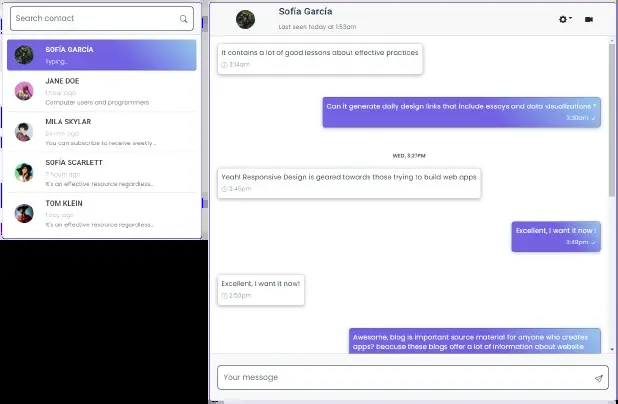 Search contact
SOFÍA GARCÍA
Typing...
JANE DOE
1 hour ago
Computer users and programmers
MILA SKYLAR
24 min ago
You can subscribe to receive weekly...
SOFÍA SCARLETT
7 hours ago
It's an effective resource regardless...
TOM KLEIN
1 day ago
It's an effective resource regardless...
Sofía García
Last seen today at 1:53am
It contains a lot of good lessons about effective practices
3:14am
Can it generate daily design links that include essays and data visualizations ?
3:30am
WED, 3:27PM
Yeah! Responsive Design is geared towards those trying to build web apps
2:45pm
Excellent, I want it now !
3:48pm
Excellent, I want it now!
2:50pm
Awesome, blog is important source material for anyone who creates
apps? because these blogs offer a lot of information about website
Your message